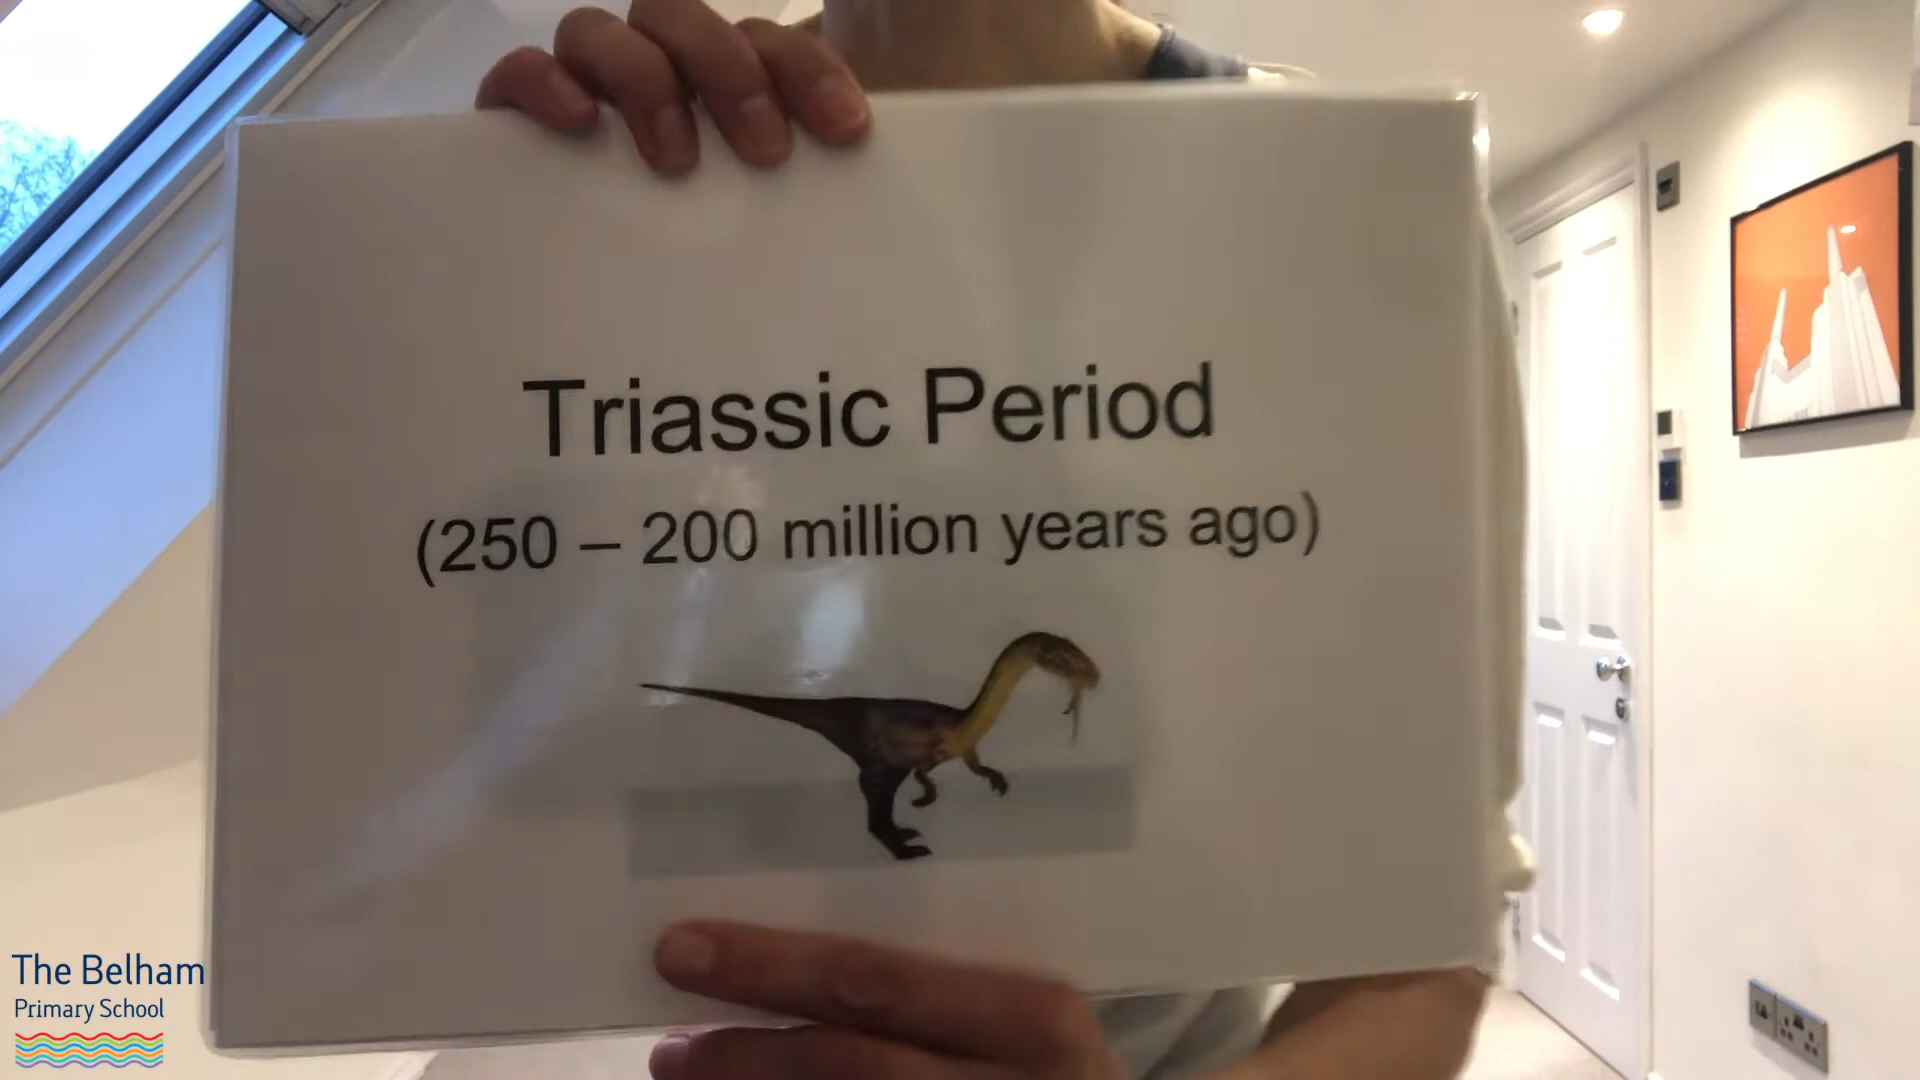 Triassic Period
(250 – 200 million years ago)
The Belham
Primary School